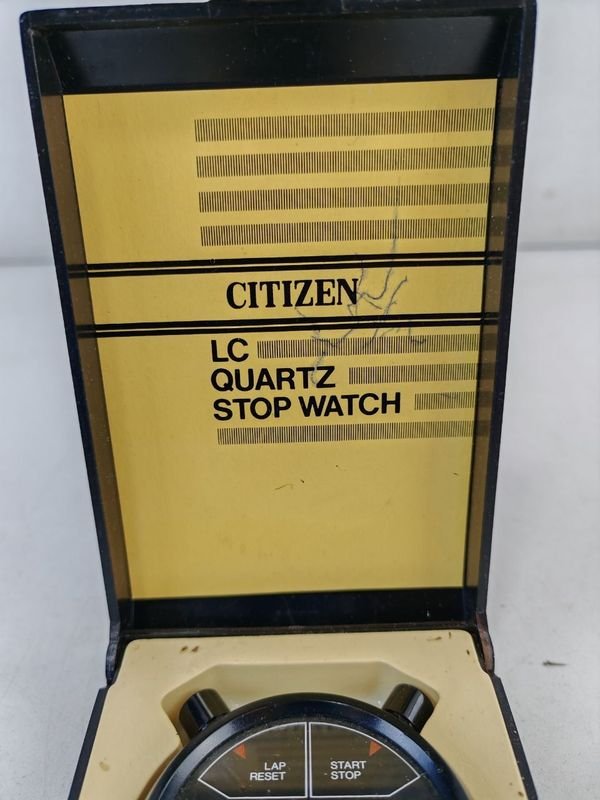 CITIZEN
LC
QUARTZ
STOP WATCH
LAP
RESET
START
STOP